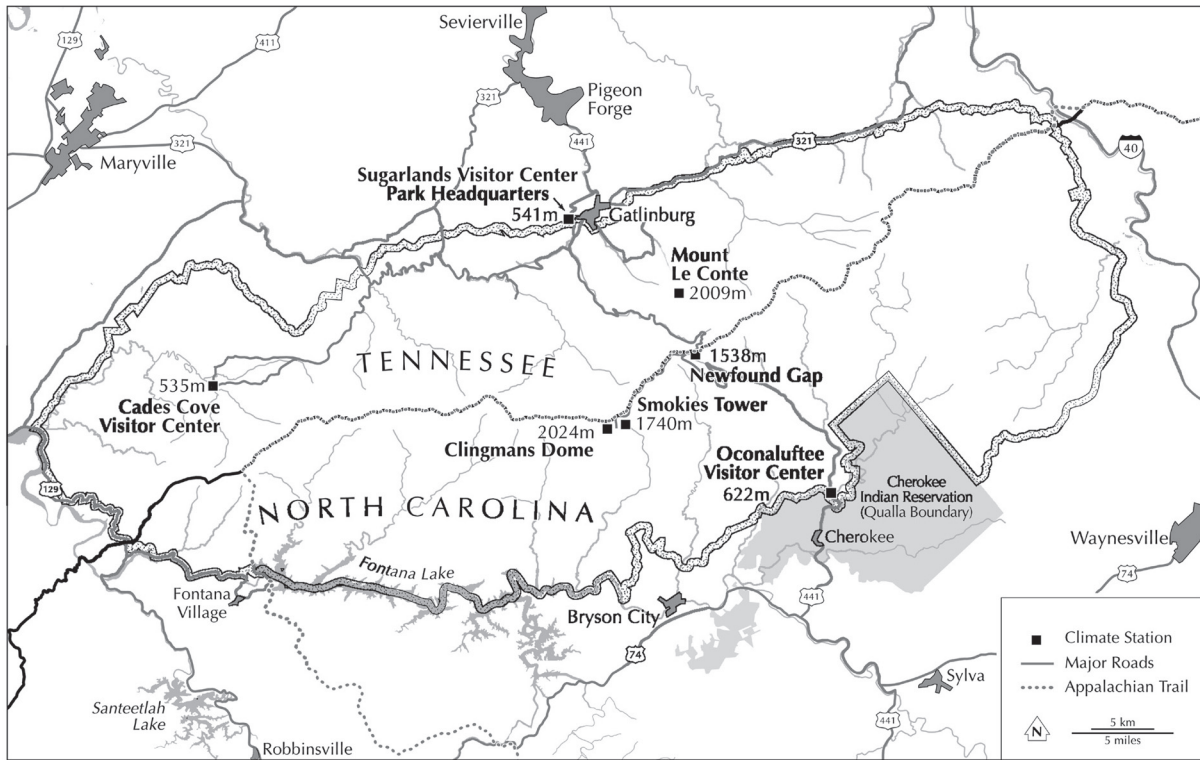 Sevierville
129
411
321
Pigeon
Forge
441
321
40
321
Maryville
Sugarlands Visitor Center
Park Headquarters
541m
Gatlinburg
Mount
Le Conte
2009m
TENNESSEE
1538m
Newfound Gap
535m
Cades Cove
Visitor Center
Smokies Tower
1740m
2024m
Clingmans Dome
Oconaluftee
Visitor Center
622m
Cherokee
Indian Reservation
(Qualla Boundary)
129
NORTH CAROLINA
Cherokee
Waynesville
74
Fontana Lake
Fontana
Village
Bryson City
441
74
Climate Station
Major Roads
Appalachian Trail
Sylva
Santeetlah
Lake
441
N
5 km
5 miles
Robbinsville